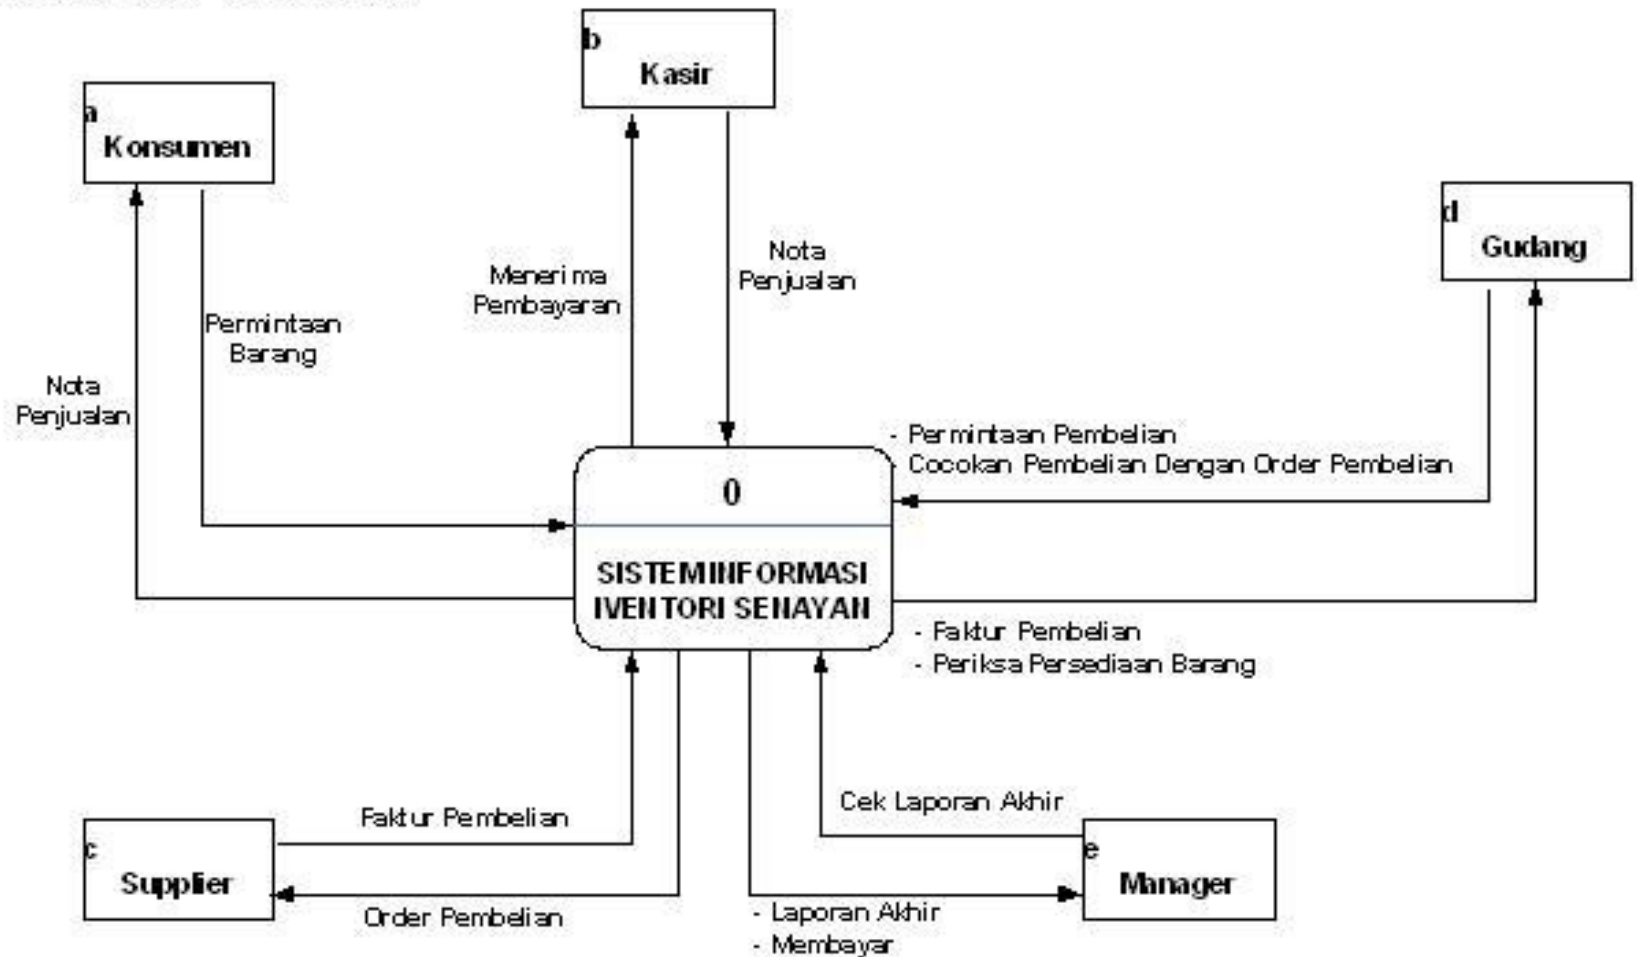 b
Kasir
a
Konsumen
d
Gudang
Menerima
Pembayaran
Nota
Penjualan
Permintaan
Barang
Nota
Penjualan
- Permintaan Pembelian
- Cocokan Pembelian Dengan Order Pembelian
0
SISTEM INFORMASI
IVENTORI SENAYAN
- Faktur Pembelian
- Periksa Persediaan Barang
Faktur Pembelian
Cek Laporan Akhir
c
Supplier
e
Manager
Order Pembelian
- Laporan Akhir
- Membayar